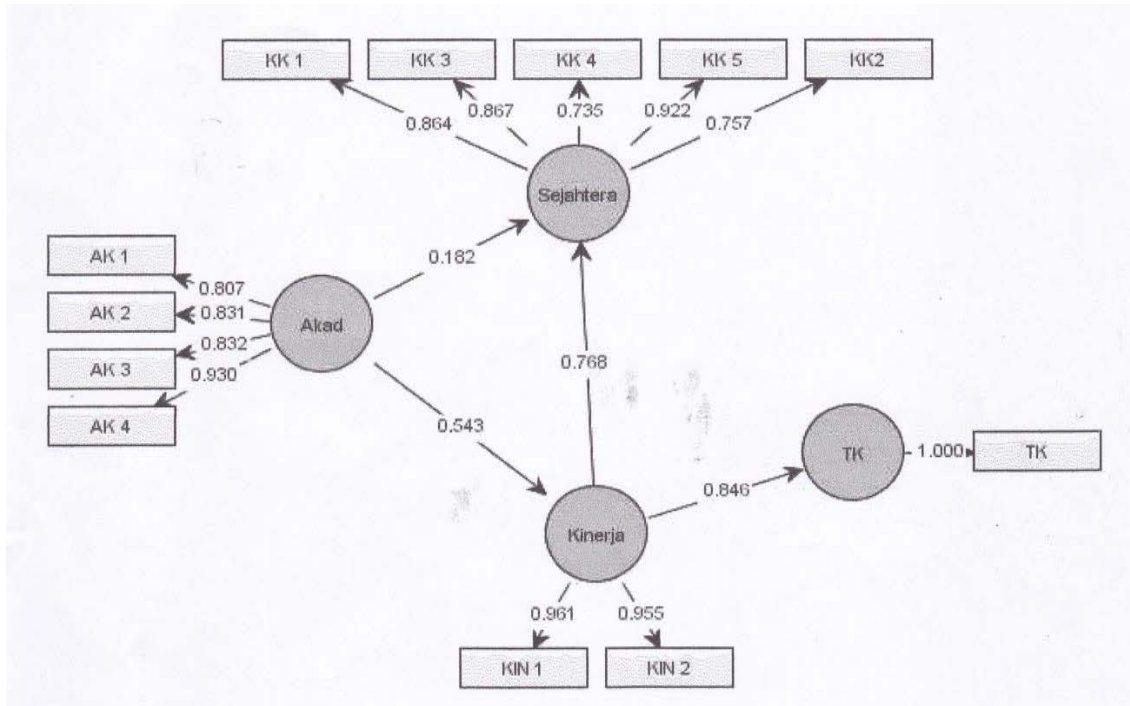 KK 1
KK 3
KK 4
KK 5
KK2
0.864
0.867
0.735
0.922
0.757
Sejahtera
AK 1
AK 2
AK 3
AK 4
0.807
0.831
0.832
0.930
Akad
0.182
0.543
0.768
Kinerja
0.846
TK
1.000
TK
0.961
0.955
KIN 1
KIN 2